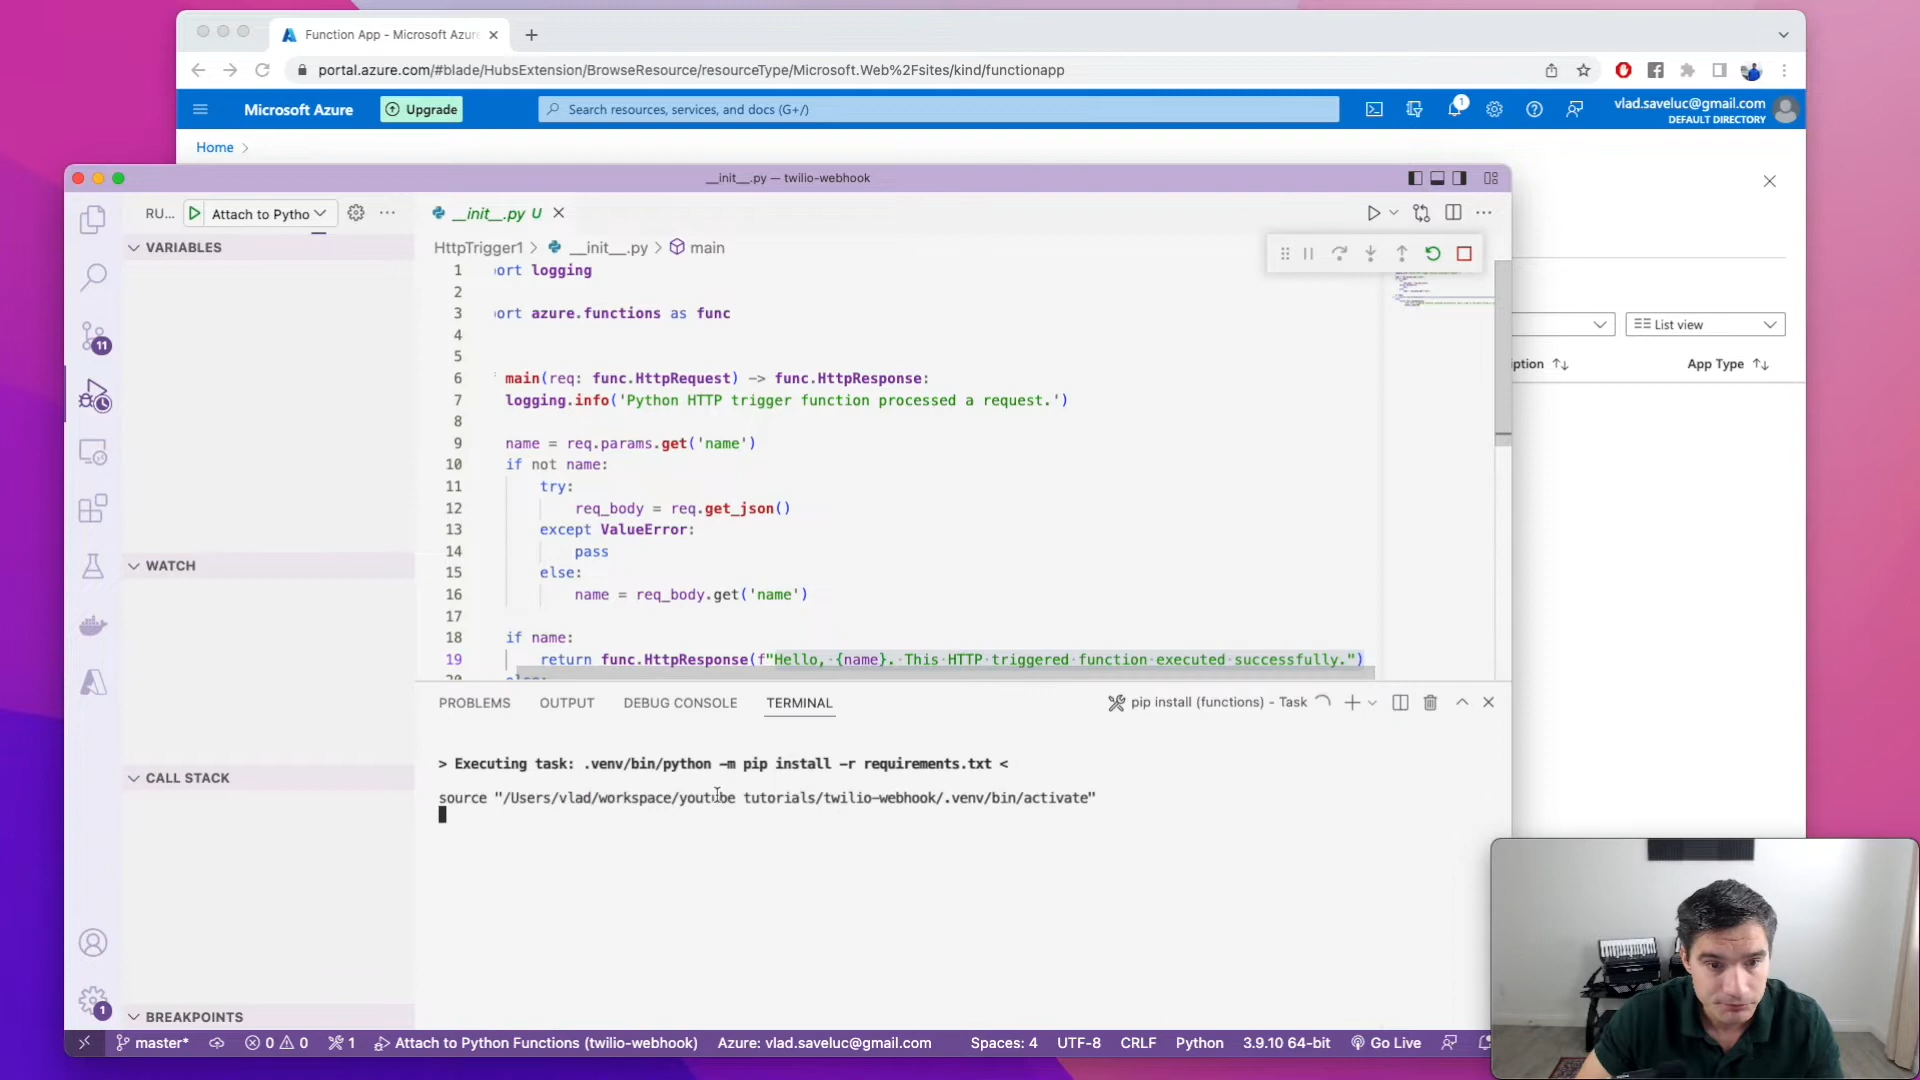 Function App - Microsoft Azure
portal.azure.com/#blade/HubsExtension/BrowseResource/resourceType/Microsoft.Web%2Fsites/kind/functionapp
Microsoft Azure
Upgrade
Search resources, services, and docs (G+/)
1
vlad.saveluc@gmail.com
DEFAULT DIRECTORY
Home >
__init__.py — twilio-webhook
RU... Attach to Pytho
__init__.py U
VARIABLES
HttpTrigger1 > __init__.py > main
1 ort logging
2
3 ort azure.functions as func
4
5
6 main(req: func.HttpRequest) -> func.HttpResponse:
7 logging.info('Python HTTP trigger function processed a request.')
8
9 name = req.params.get('name')
10 if not name:
11 try:
12 req_body = req.get_json()
13 except ValueError:
14 pass
15 else:
16 name = req_body.get('name')
17
18 if name:
19 return func.HttpResponse(f"Hello, {name}. This HTTP triggered function executed successfully.")
20 else:
List view
ption
App Type
11
WATCH
CALL STACK
BREAKPOINTS
1
PROBLEMS OUTPUT DEBUG CONSOLE TERMINAL
pip install (functions) - Task
> Executing task: .venv/bin/python -m pip install -r requirements.txt <
source "/Users/vlad/workspace/youtube tutorials/twilio-webhook/.venv/bin/activate"
master* 0 0 1 Attach to Python Functions (twilio-webhook) Azure: vlad.saveluc@gmail.com Spaces: 4 UTF-8 CRLF Python 3.9.10 64-bit Go Live